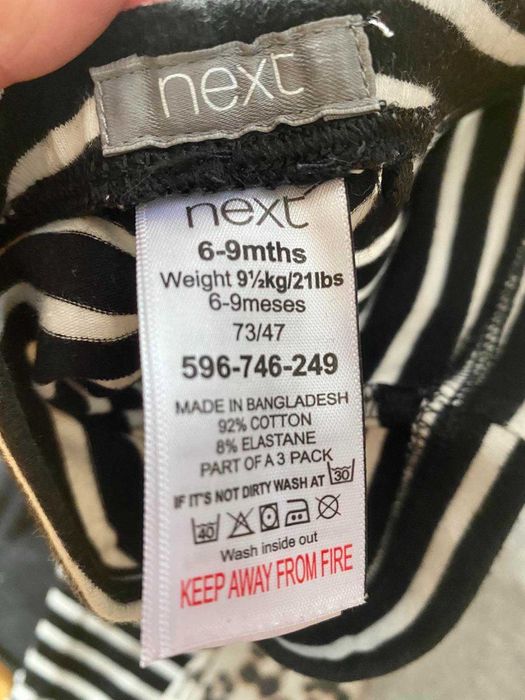 next
next
6-9mths
Weight 9½kg/21lbs
6-9meses
73/47
596-746-249
MADE IN BANGLADESH
92% COTTON
8% ELASTANE
PART OF A 3 PACK
IF IT'S NOT DIRTY WASH AT 30
40
Wash inside out
KEEP AWAY FROM FIRE